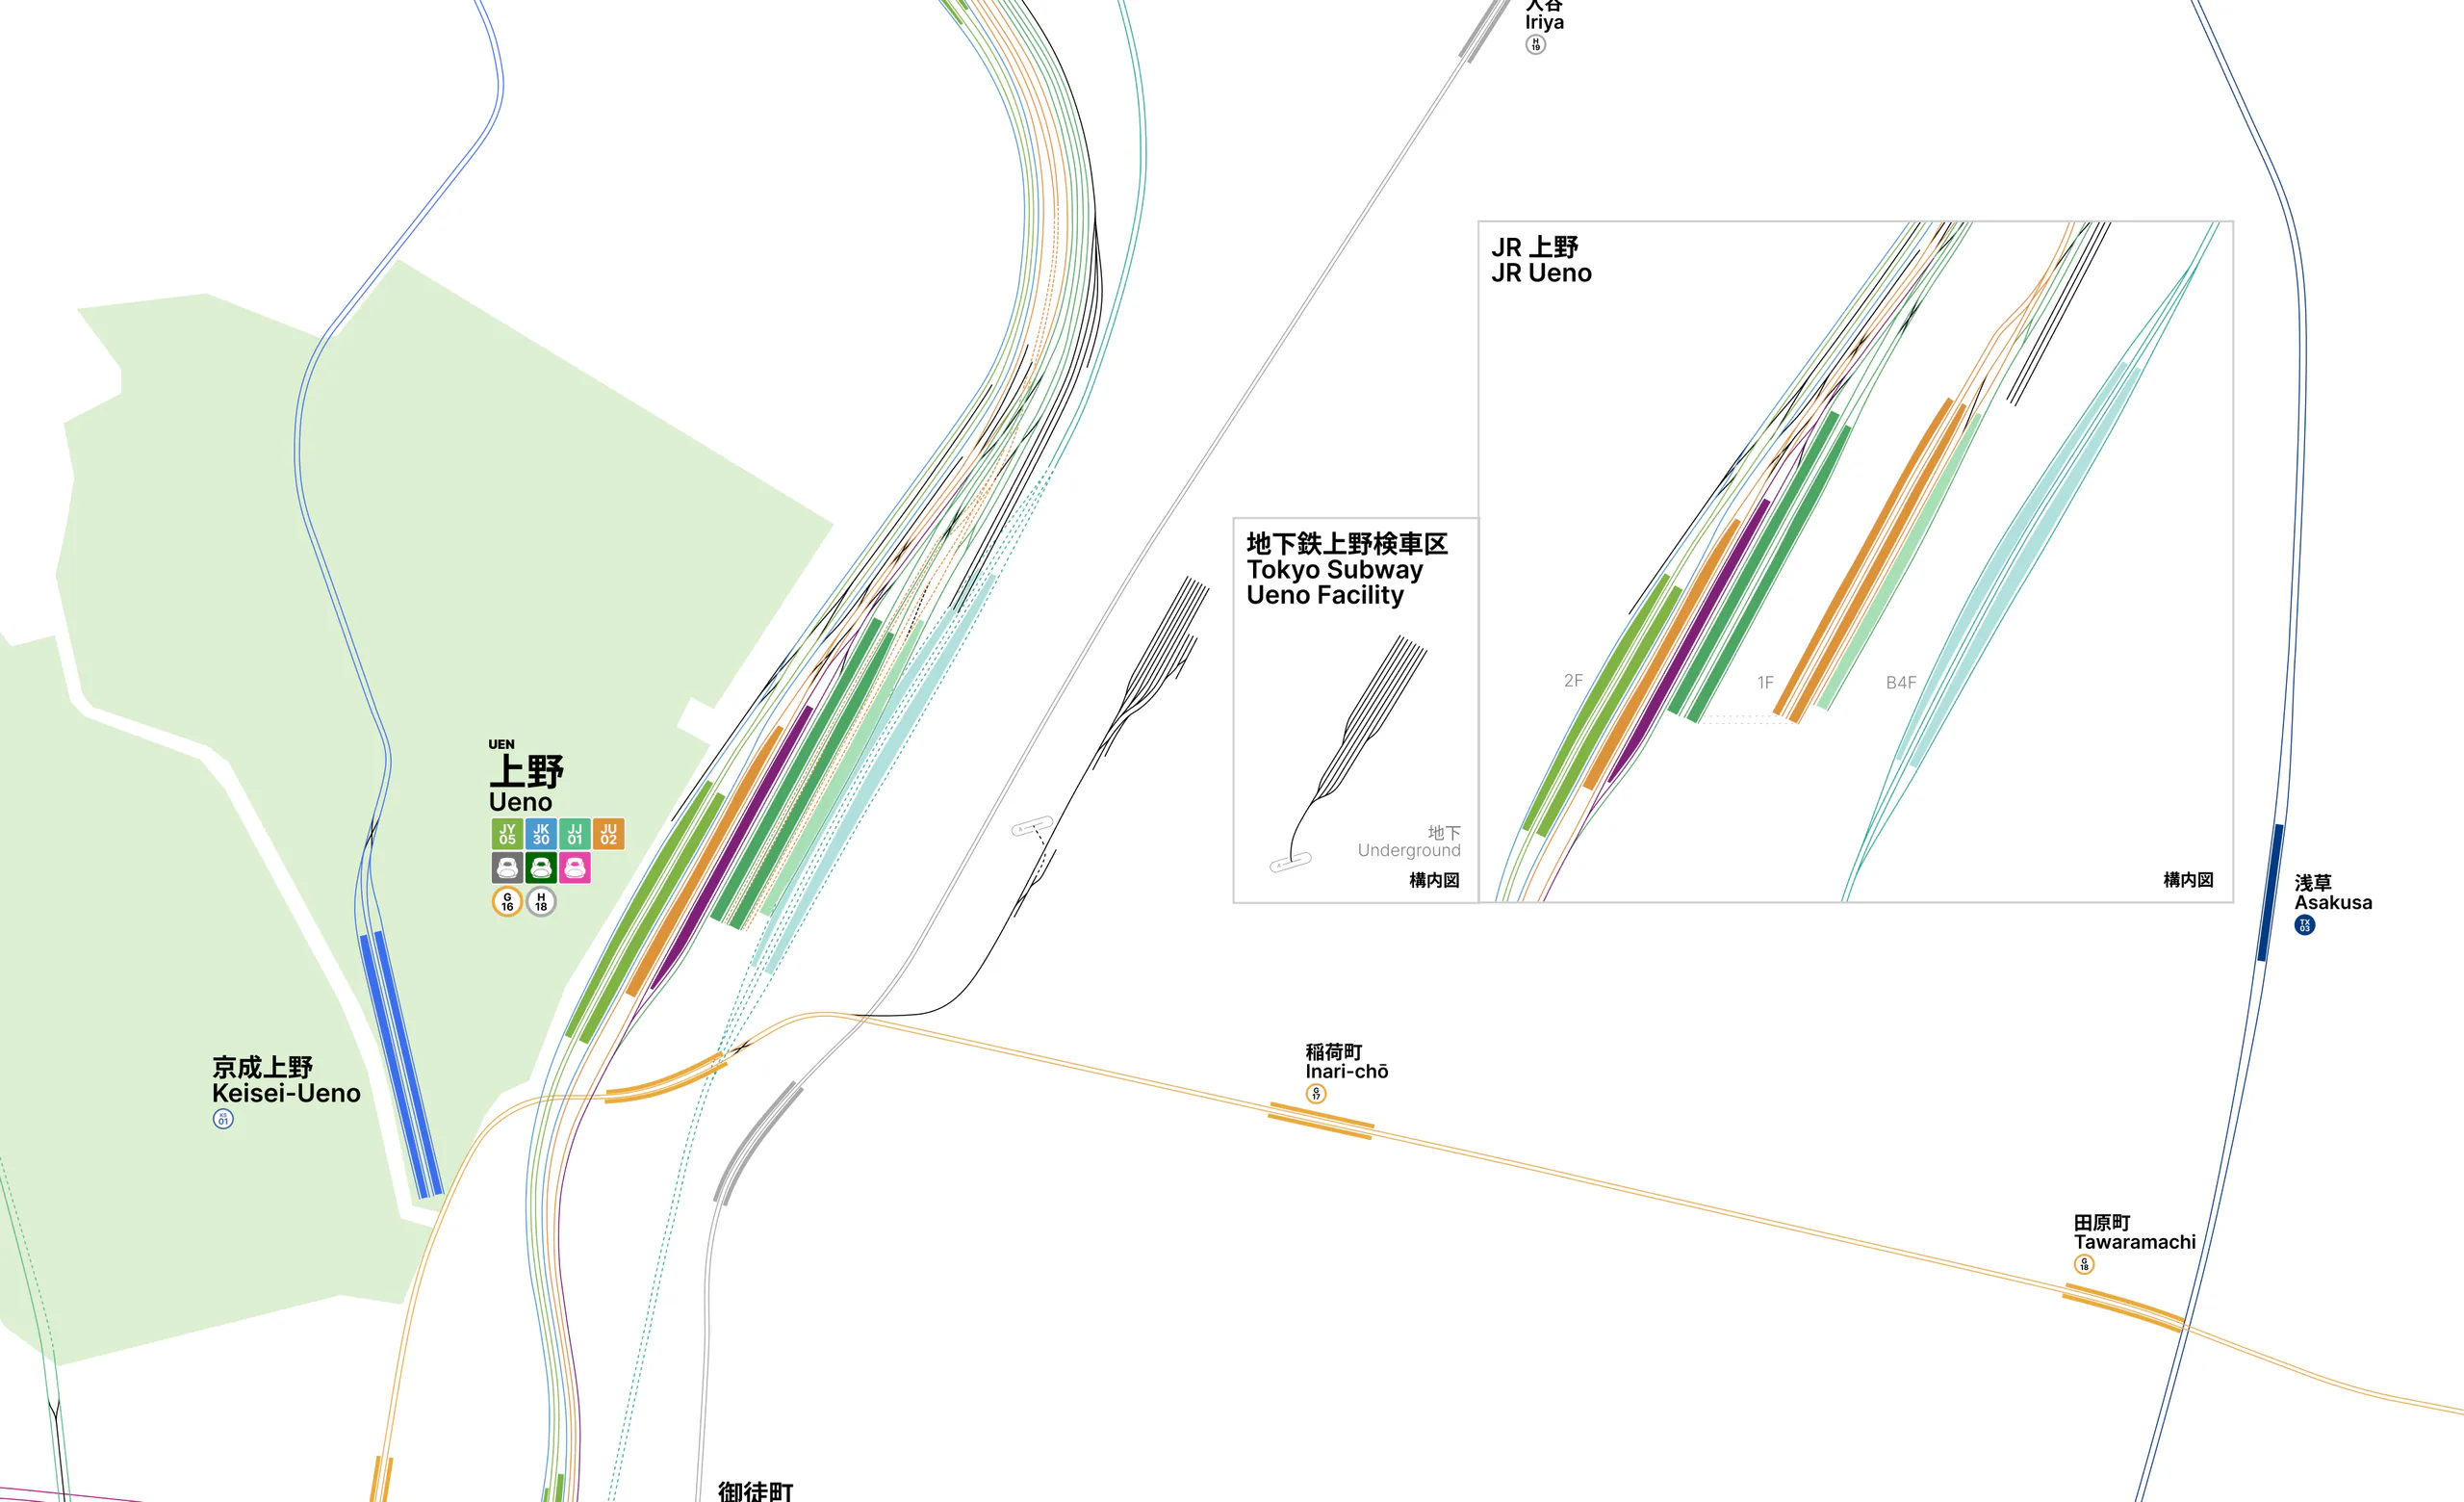 入谷
Iriya
H
19
JR 上野
JR Ueno
2F
1F
B4F
構内図
地下鉄上野検車区
Tokyo Subway
Ueno Facility
A
地下
Underground
構内図
A
UEN
上野
Ueno
JY
05
JK
30
JJ
01
JU
02
G
16
H
18
浅草
Asakusa
TX
03
京成上野
Keisei-Ueno
KS
01
稲荷町
Inari-chō
G
17
田原町
Tawaramachi
G
18
御徒町